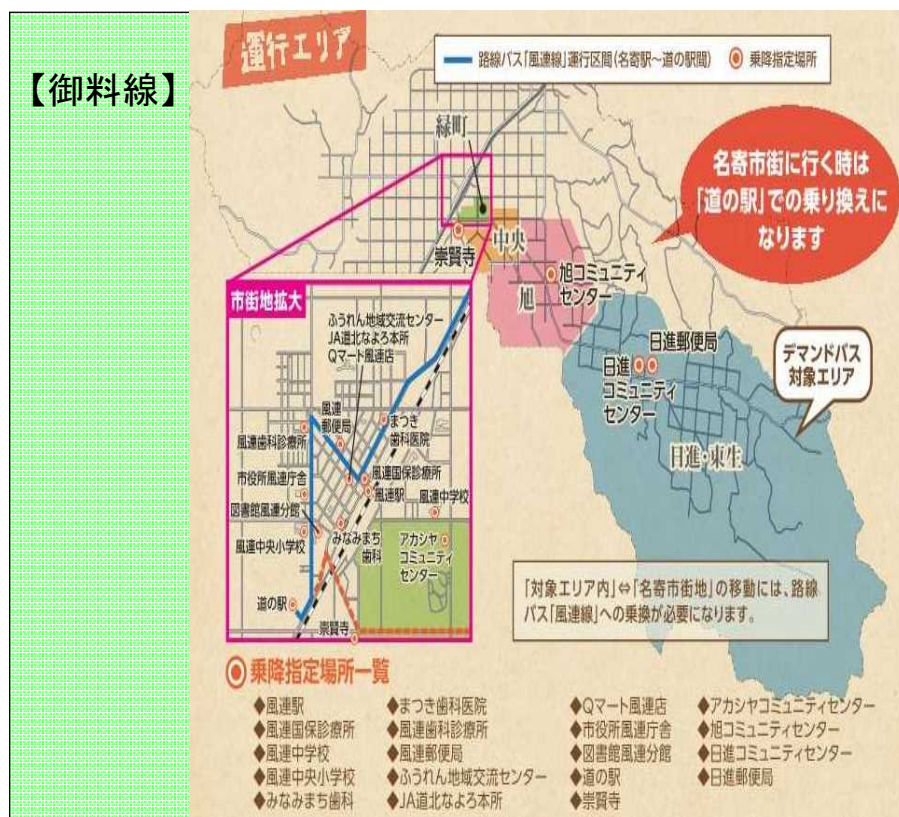 【御料線】
運行エリア
路線バス「風連線」運行区間(名寄駅~道の駅間)
乗降指定場所
名寄市街に行く時は
「道の駅」での乗り換えに
なります
緑町
崇賢寺
中央
旭
旭コミュニティ
センター
日進郵便局
日進
コミュニティ
センター
デマンドバス
対象エリア
日進・東生
市街地拡大
ふうれん地域交流センター
JA道北なよろ本所
Qマート風連店
風連
郵便局
まつき
歯科医院
風連歯科診療所
市役所風連庁舎
風連国保診療所
風連駅
風連中学校
図書館風連分館
風連中央小学校
みなみまち
歯科
アカシヤ
コミュニティ
センター
道の駅
崇賢寺
「対象エリア内」⇔「名寄市街地」の移動には、路線
バス「風連線」への乗換が必要になります。
乗降指定場所一覧
◆風連駅
◆風連国保診療所
◆風連中学校
◆風連中央小学校
◆みなみまち歯科
◆まつき歯科医院
◆風連歯科診療所
◆風連郵便局
◆ふうれん地域交流センター
◆JA道北なよろ本所
◆Qマート風連店
◆市役所風連庁舎
◆図書館風連分館
◆道の駅
◆崇賢寺
◆アカシヤコミュニティセンター
◆旭コミュニティセンター
◆日進コミュニティセンター
◆日進郵便局